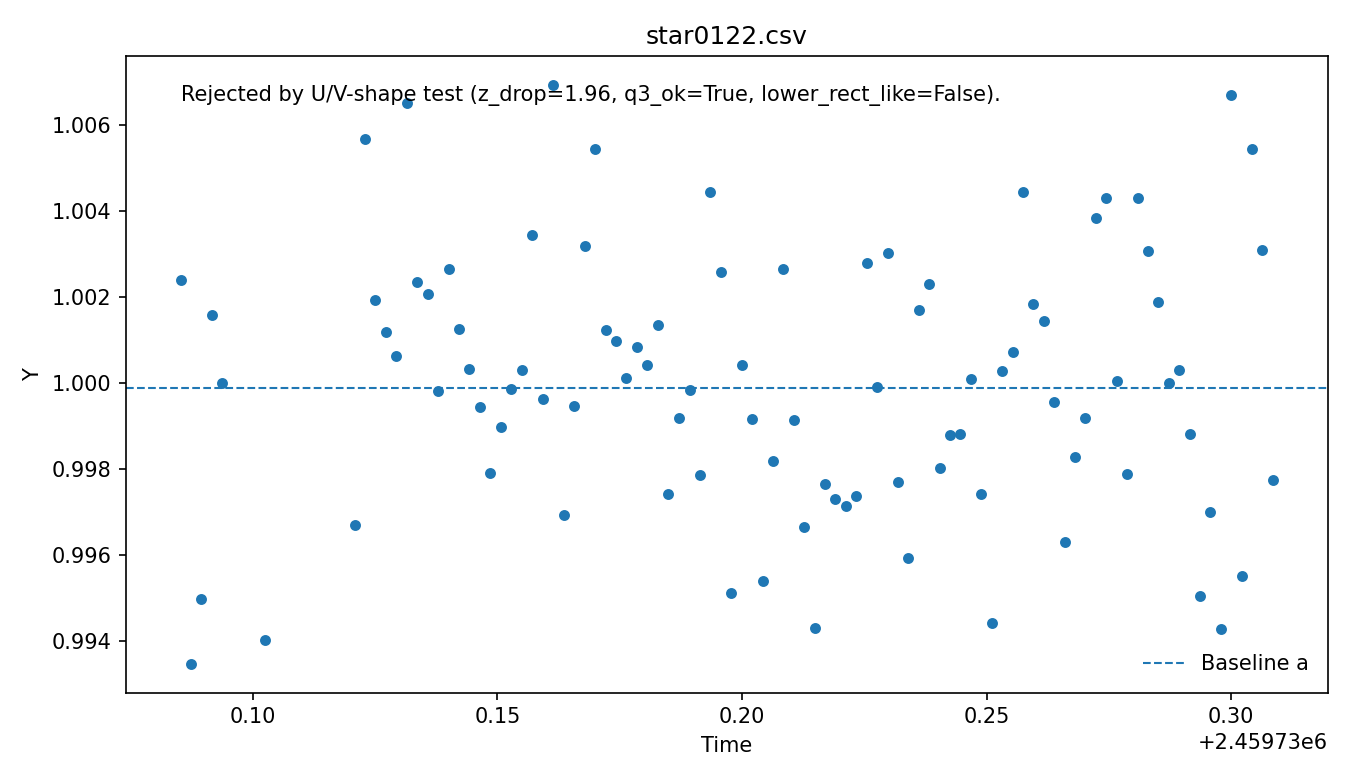 star0122.csv
Rejected by U/V-shape test (z_drop=1.96, q3_ok=True, lower_rect_like=False).
1.006
1.004
1.002
1.000
0.998
0.996
0.994
Y
Baseline a
0.10 0.15 0.20 0.25 0.30
Time
+2.45973e6